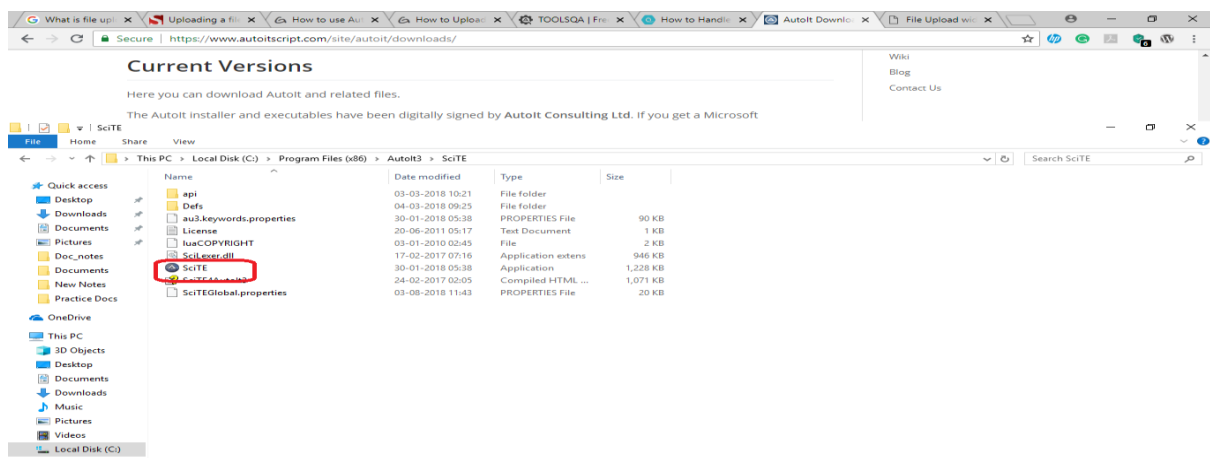 What is file upl
Uploading a fil
How to use Aut
How to Upload
TOOLSQA | Fre
How to Handle
AutoIt Downlo
File Upload wid
Secure | https://www.autoitscript.com/site/autoit/downloads/
Current Versions
Here you can download AutoIt and related files.
The AutoIt installer and executables have been digitally signed by AutoIt Consulting Ltd. If you get a Microsoft
Wiki
Blog
Contact Us
SciTE
File Home Share View
This PC > Local Disk (C:) > Program Files (x86) > AutoIt3 > SciTE
Search SciTE
Quick access
Desktop
Downloads
Documents
Pictures
Doc_notes
Documents
New Notes
Practice Docs
OneDrive
This PC
3D Objects
Desktop
Documents
Downloads
Music
Pictures
Videos
Local Disk (C:)
Name Date modified Type Size
api 03-03-2018 10:21 File folder
Defs 04-03-2018 09:25 File folder
au3.keywords.properties 30-01-2018 05:38 PROPERTIES File 90 KB
License 20-06-2011 05:17 Text Document 1 KB
luaCOPYRIGHT 03-01-2010 02:45 File 2 KB
SciLexer.dll 17-02-2017 07:16 Application extens 946 KB
SciTE 30-01-2018 05:38 Application 1,228 KB
SciTE4AutoIt3 24-02-2017 02:05 Compiled HTML ... 1,071 KB
SciTEGlobal.properties 03-08-2018 11:43 PROPERTIES File 20 KB